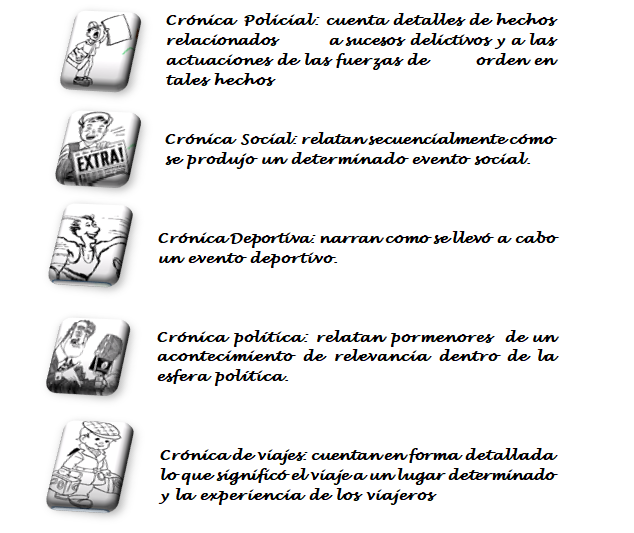 Crónica Policial: cuenta detalles de hechos
relacionados a sucesos delictivos y a las
actuaciones de las fuerzas de orden en
tales hechos
EXTRA!
Crónica Social: relatan secuencialmente cómo
se produjo un determinado evento social.
Crónica Deportiva: narran como se llevó a cabo
un evento deportivo.
Crónica política: relatan pormenores de un
acontecimiento de relevancia dentro de la
esfera política.
Crónica de viajes: cuentan en forma detallada
lo que significó el viaje a un lugar determinado
y la experiencia de los viajeros